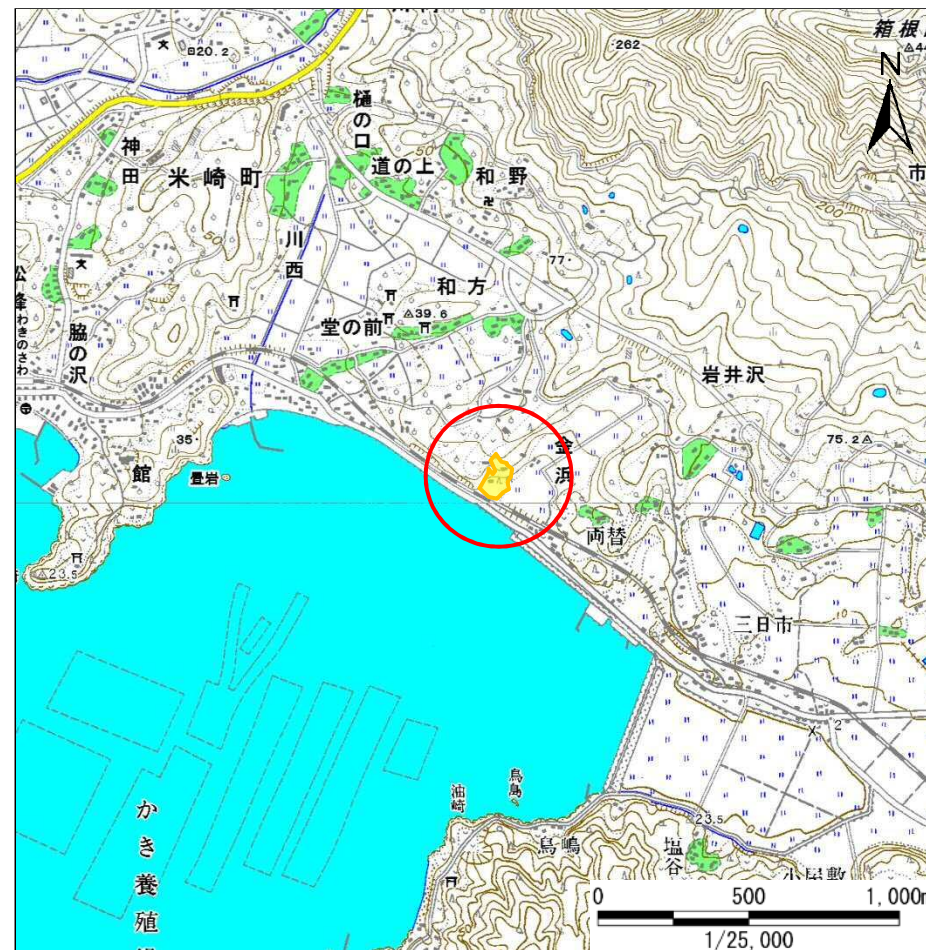 箱根
262
20.2
N
樋の口
50
神田
米崎町
道の上
和野
市
200
50
川西
77
和方
39.6
堂の前
わきのさわ
脇の沢
岩井沢
35
75.2
金浜
館
畳岩
両替
23.5
三日市
2
鳥島
油崎
かき養殖
23.5
鳥嶋
塩谷
0 500 1,000m
1/25,000